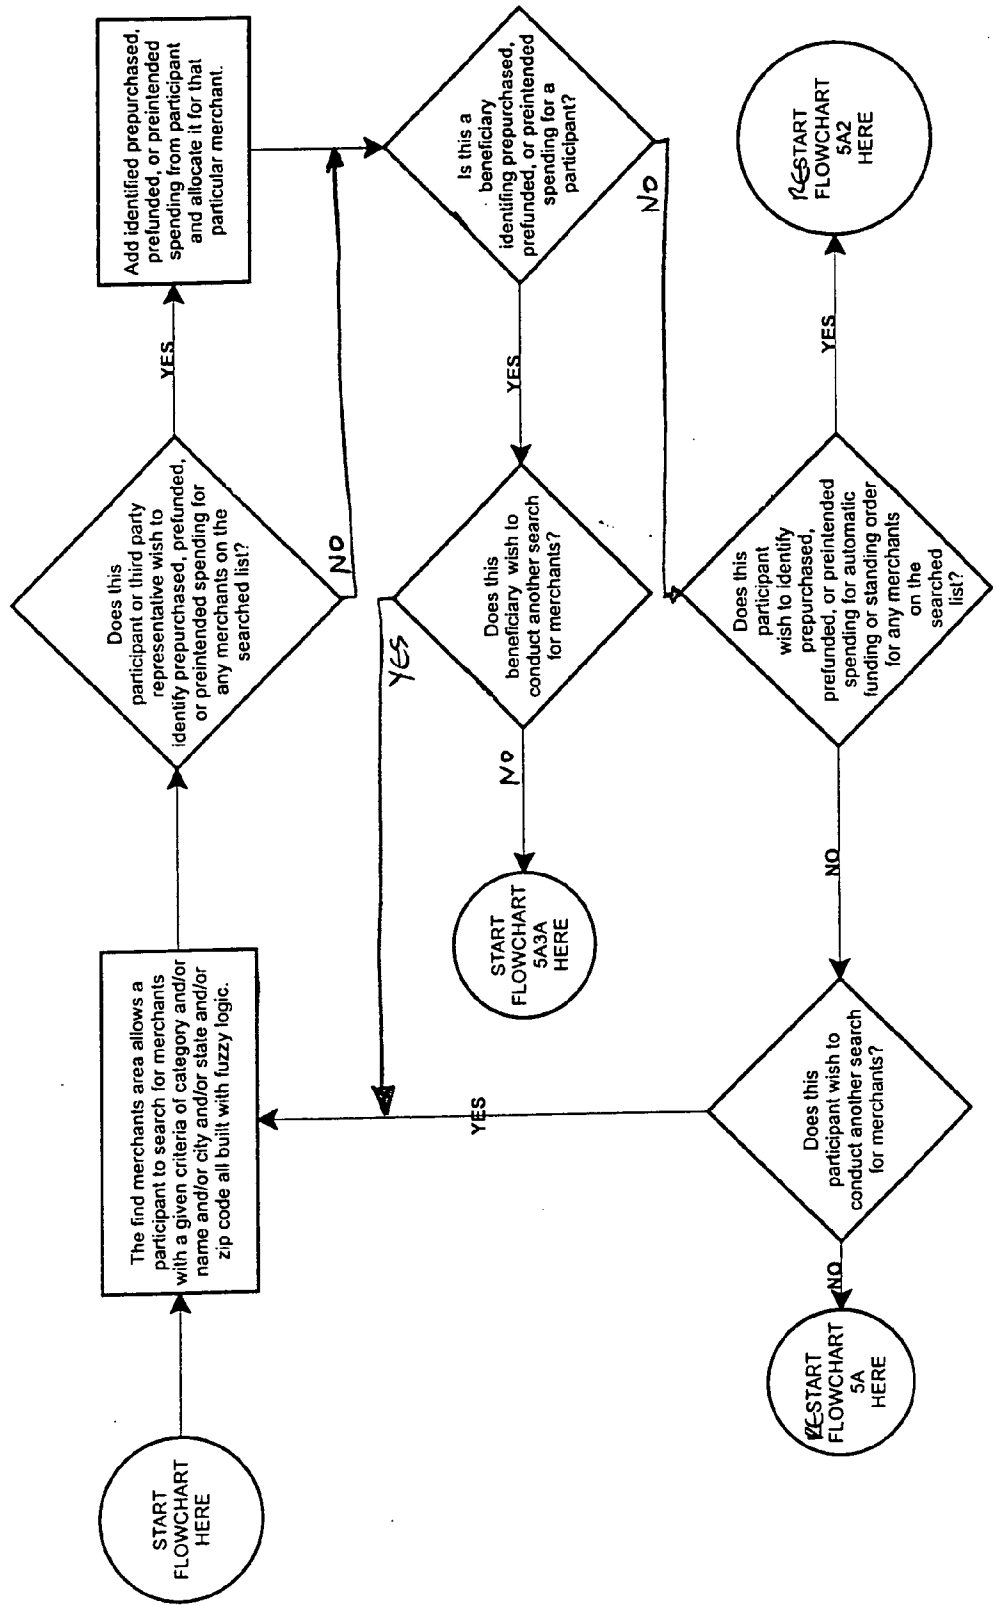 START
FLOWCHART
HERE
The find merchants area allows a
participant to search for merchants
with a given criteria of category and/or
name and/or city and/or state and/or
zip code all built with fuzzy logic.
Does this
participant or third party
representative wish to
identify prepurchased, prefunded,
or preintended spending for
any merchants on the
searched list?
YES
NO
Add identified prepurchased,
prefunded, or preintended
spending from participant
and allocate it for that
particular merchant.
Is this a
beneficiary
identifing prepurchased,
prefunded, or preintended
spending for a
participant?
YES
NO
Does this
beneficiary wish to
conduct another search
for merchants?
YES
NO
START
FLOWCHART
5A3A
HERE
Does this
participant
wish to identify
prepurchased,
prefunded, or preintended
spending for automatic
funding or standing order
for any merchants
on the
searched
list?
YES
RESTART
FLOWCHART
5A2
HERE
NO
Does this
participant wish to
conduct another search
for merchants?
YES
NO
RESTART
FLOWCHART
5A
HERE